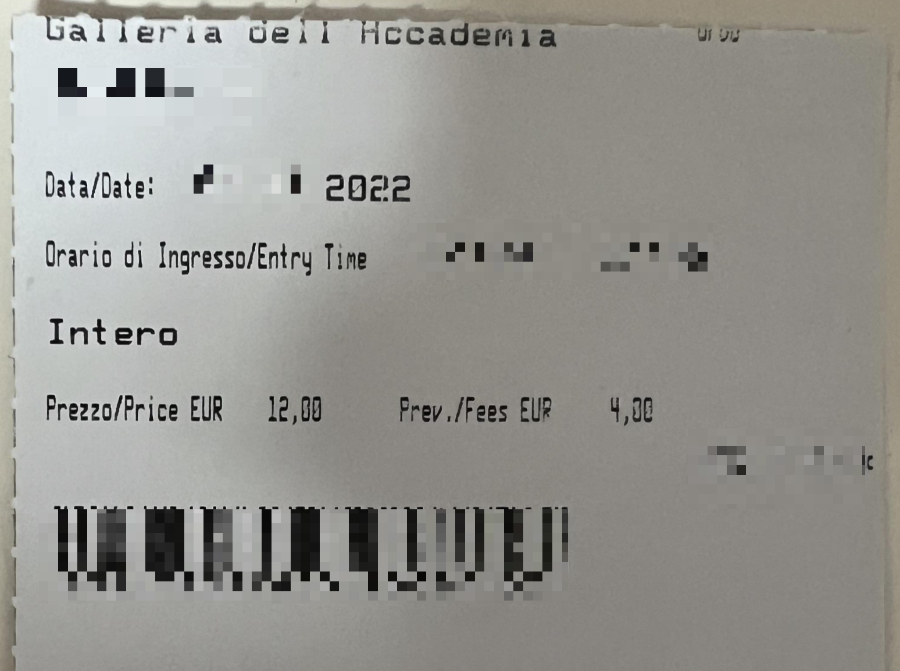 Galleria dell'Accademia
Data/Date: 2022
Orario di Ingresso/Entry Time
Intero
Prezzo/Price EUR 12,00 Prev./Fees EUR 4,00